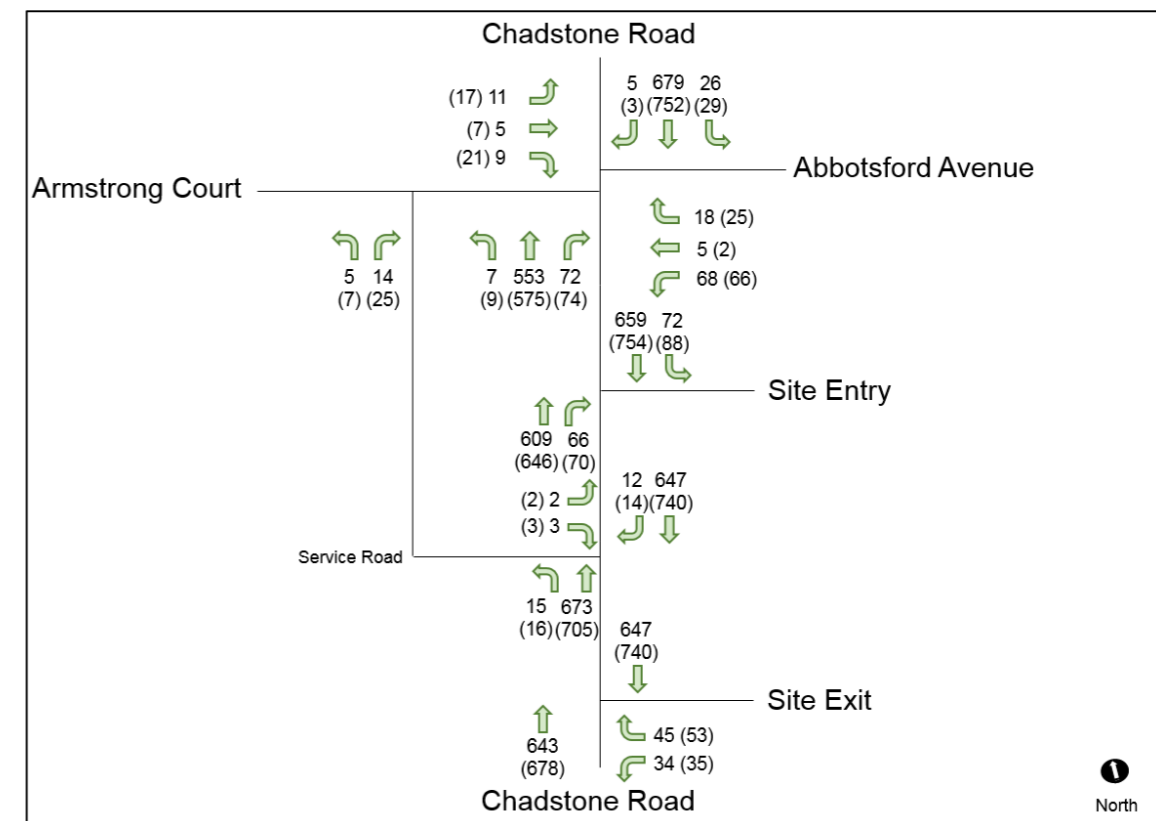 Chadstone Road
5 679 26
(3) (752) (29)
(17) 11
(7) 5
(21) 9
Abbotsford Avenue
Armstrong Court
18 (25)
5 (2)
68 (66)
5 14
(7) (25)
7 553 72
(9) (575) (74)
659 72
(754) (88)
Site Entry
609 66
(646) (70)
12 647
(14) (740)
(2) 2
(3) 3
Service Road
15 673
(16) (705)
647
(740)
Site Exit
45 (53)
34 (35)
643
(678)
Chadstone Road
North